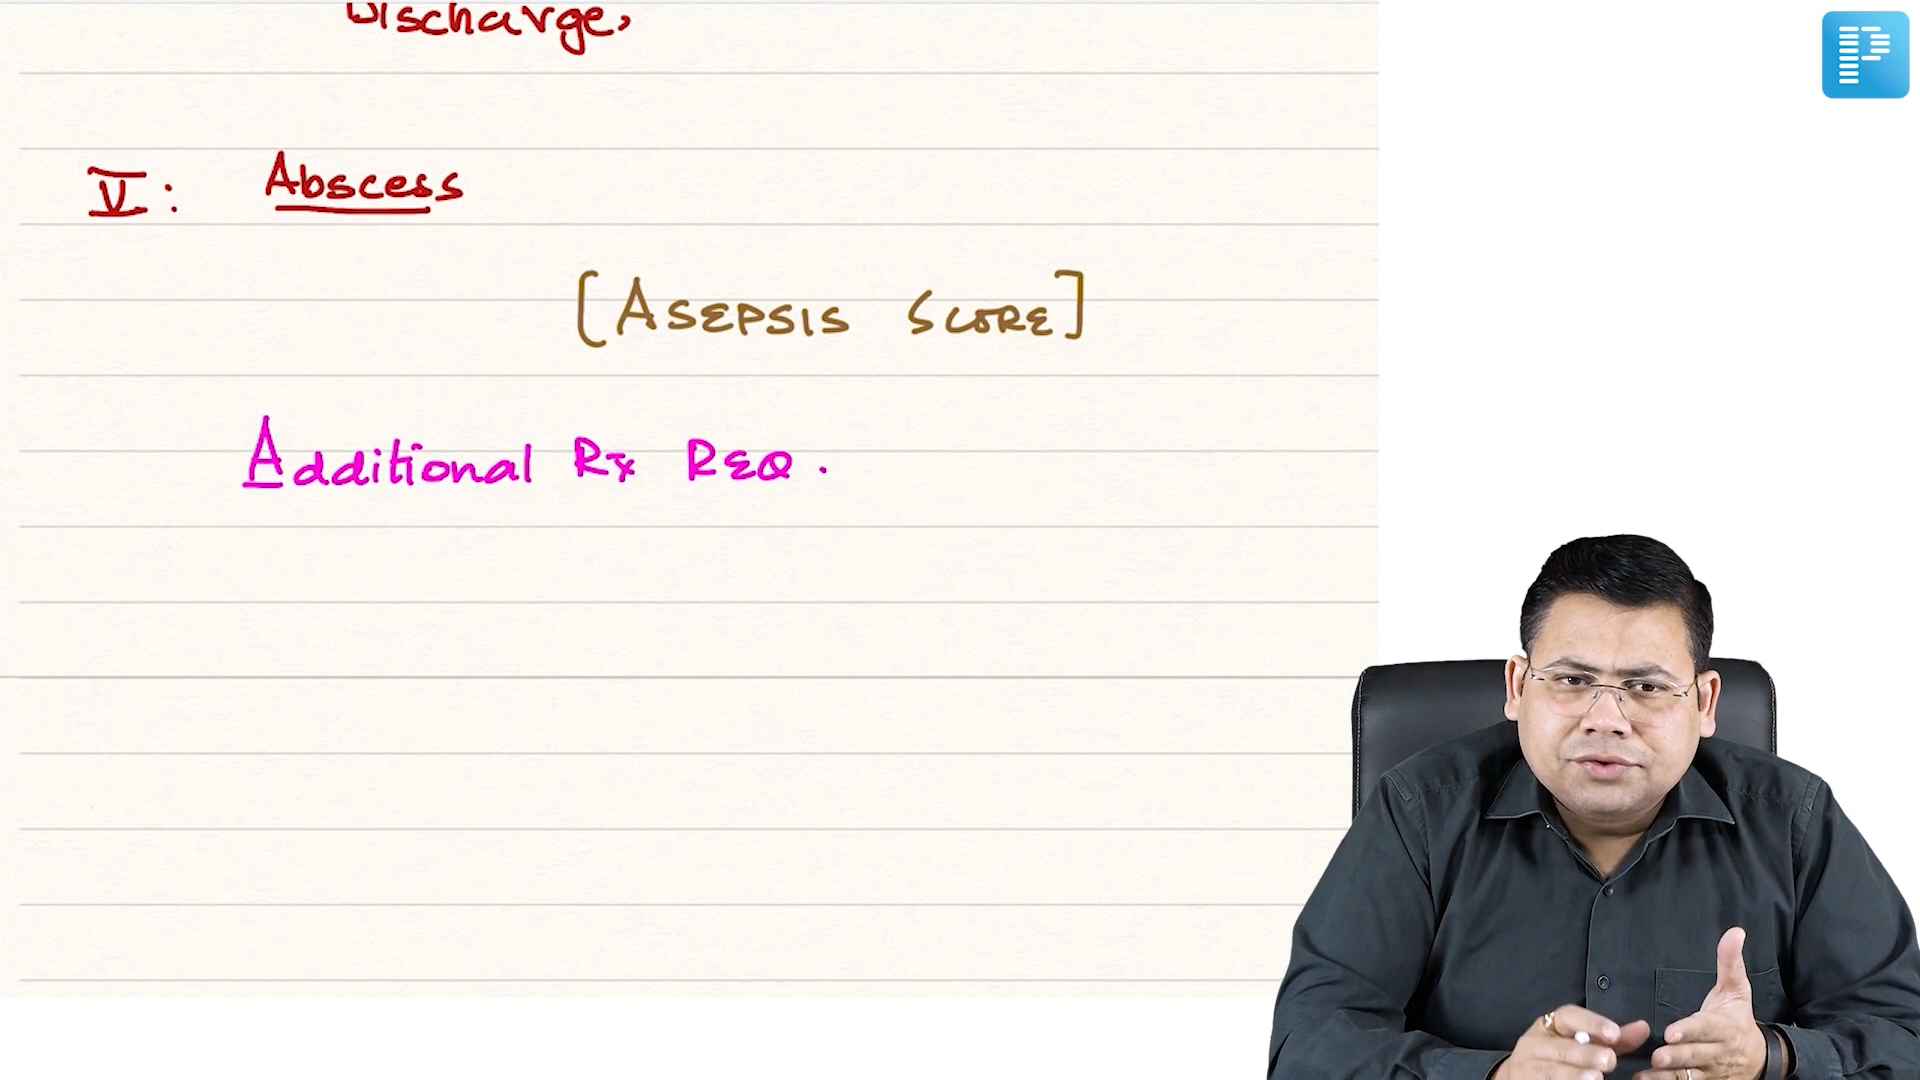 Discharge,
V: Abscess
[ASEPSIS SCORE]
Additional Rx REQ.
P